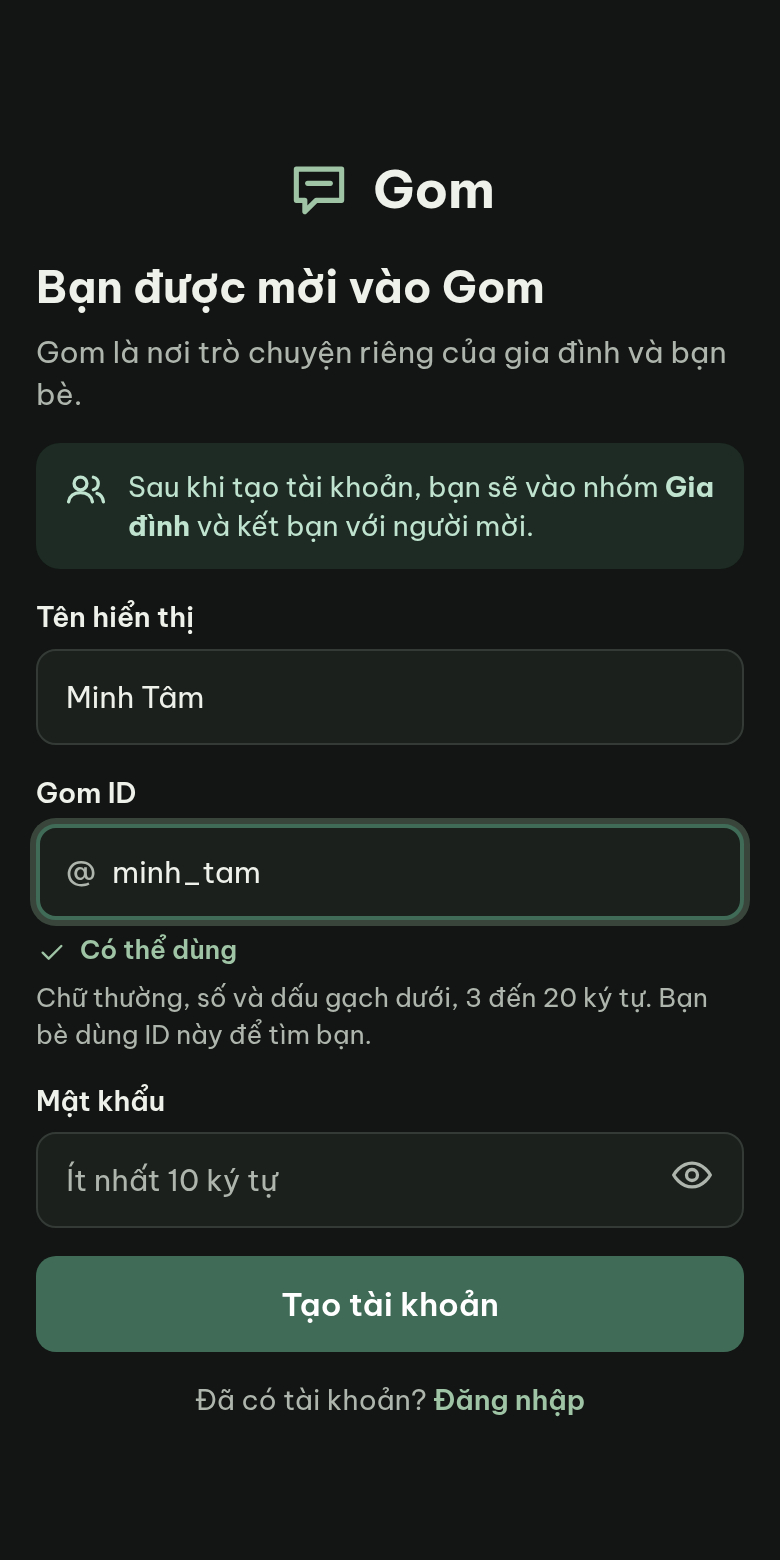 Gom
Bạn được mời vào Gom
Gom là nơi trò chuyện riêng của gia đình và bạn
bè.
Sau khi tạo tài khoản, bạn sẽ vào nhóm Gia
đình và kết bạn với người mời.
Tên hiển thị
Minh Tâm
Gom ID
@ minh_tam
Có thể dùng
Chữ thường, số và dấu gạch dưới, 3 đến 20 ký tự. Bạn
bè dùng ID này để tìm bạn.
Mật khẩu
Ít nhất 10 ký tự
Tạo tài khoản
Đã có tài khoản? Đăng nhập